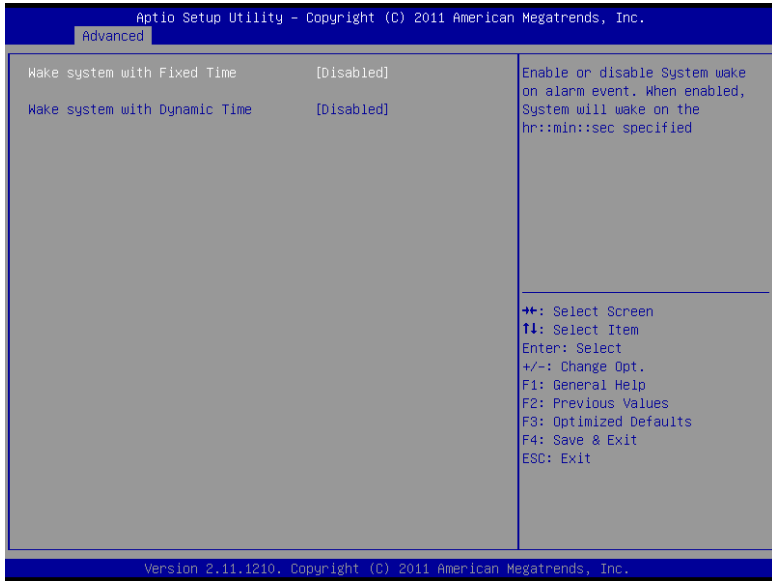 Aptio Setup Utility – Copyright (C) 2011 American Megatrends, Inc.
Advanced
Wake system with Fixed Time [Disabled]
Wake system with Dynamic Time [Disabled]
Enable or disable System wake
on alarm event. When enabled,
System will wake on the
hr::min::sec specified
→←: Select Screen
↑↓: Select Item
Enter: Select
+/-: Change Opt.
F1: General Help
F2: Previous Values
F3: Optimized Defaults
F4: Save & Exit
ESC: Exit
Version 2.11.1210. Copyright (C) 2011 American Megatrends, Inc.